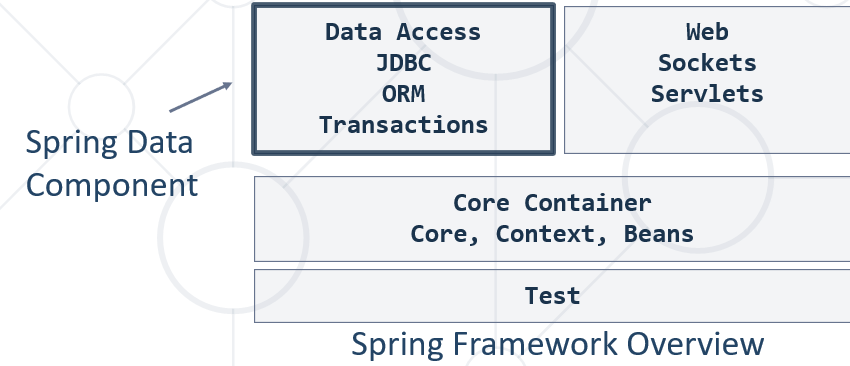 Data Access
JDBC
ORM
Transactions
Web
Sockets
Servlets
Spring Data
Component
Core Container
Core, Context, Beans
Test
Spring Framework Overview